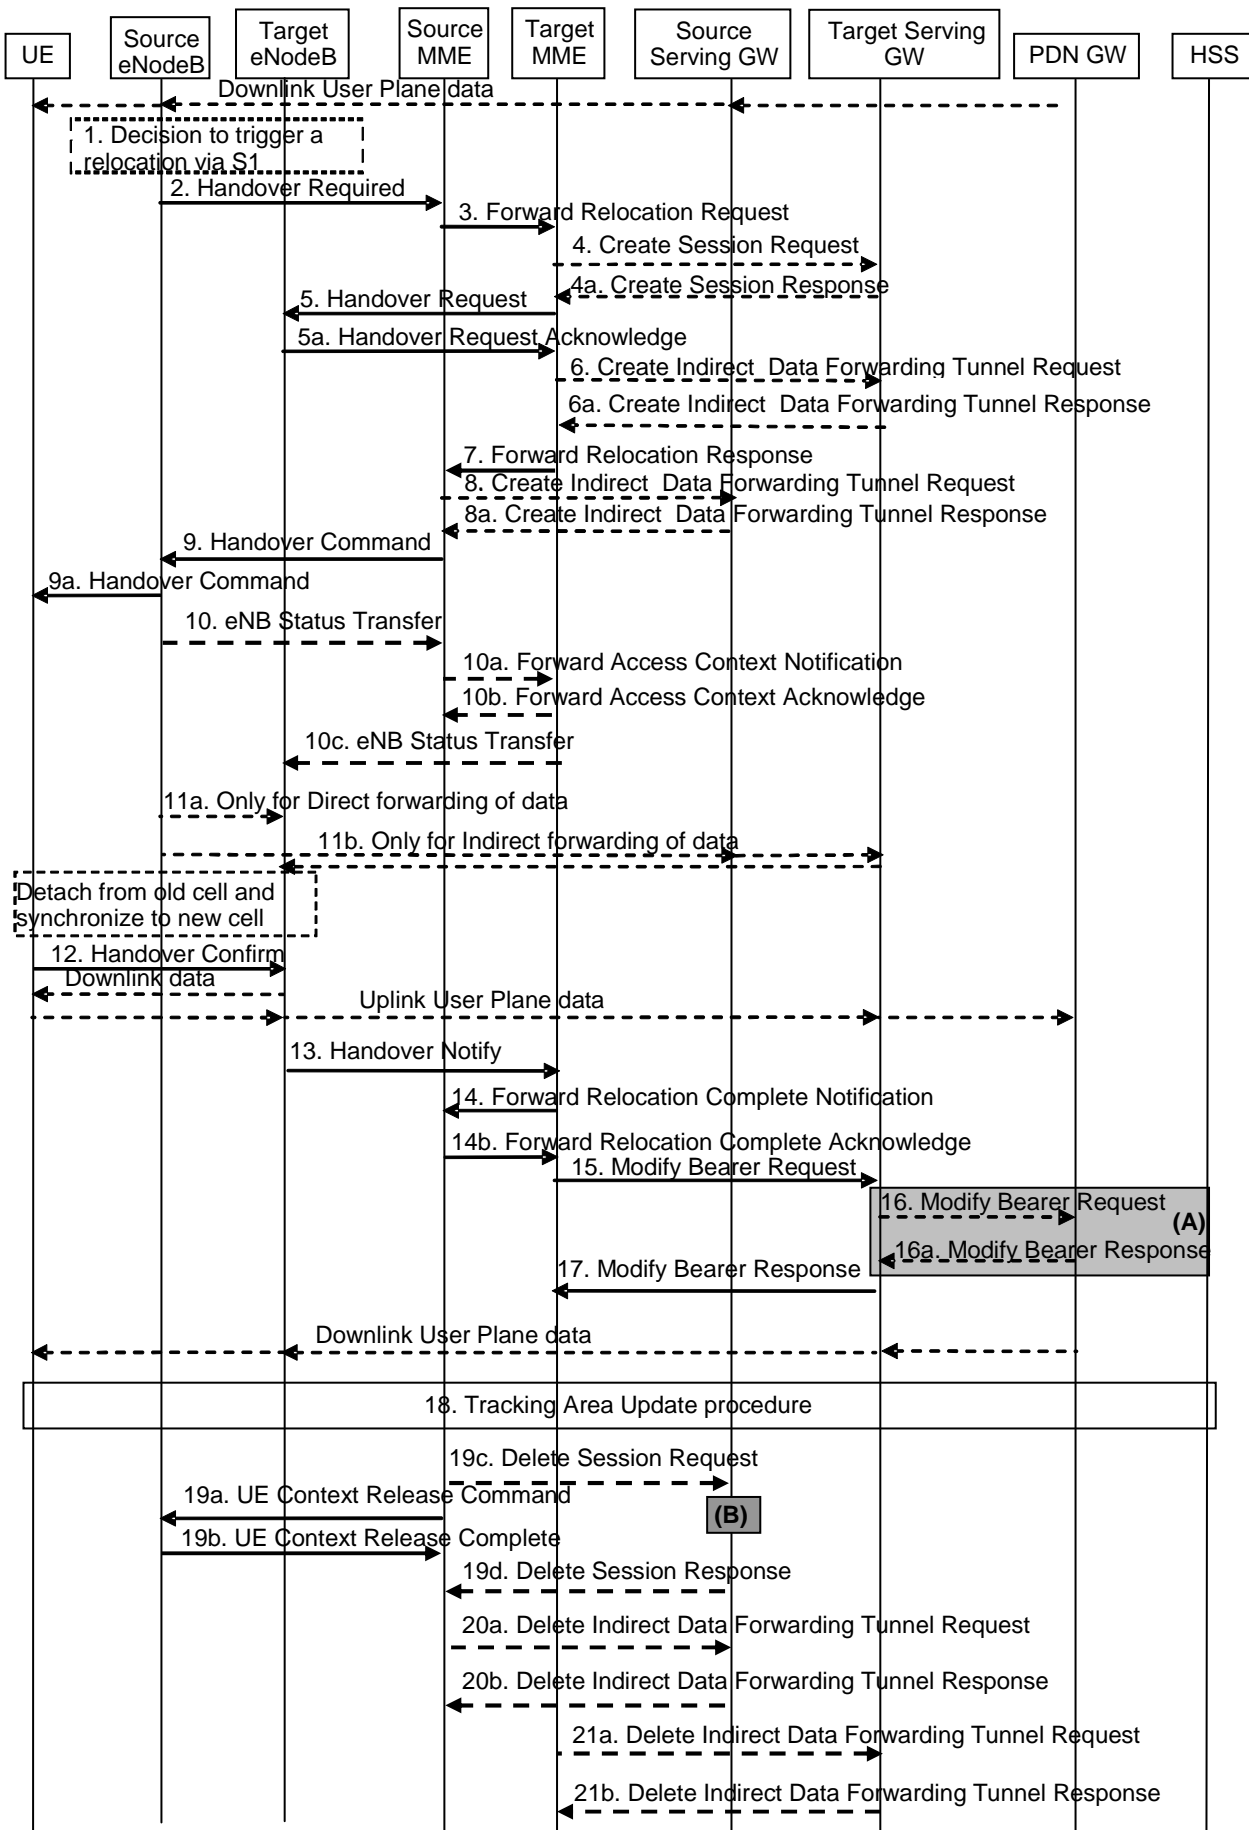 UE
Source
eNodeB
Target
eNodeB
Source
MME
Target
MME
Source
Serving GW
Target Serving
GW
PDN GW
HSS
Downlink User Plane data
1. Decision to trigger a
relocation via S1
2. Handover Required
3. Forward Relocation Request
4. Create Session Request
4a. Create Session Response
5. Handover Request
5a. Handover Request Acknowledge
6. Create Indirect Data Forwarding Tunnel Request
6a. Create Indirect Data Forwarding Tunnel Response
7. Forward Relocation Response
8. Create Indirect Data Forwarding Tunnel Request
8a. Create Indirect Data Forwarding Tunnel Response
9. Handover Command
9a. Handover Command
10. eNB Status Transfer
10a. Forward Access Context Notification
10b. Forward Access Context Acknowledge
10c. eNB Status Transfer
11a. Only for Direct forwarding of data
11b. Only for Indirect forwarding of data
Detach from old cell and
synchronize to new cell
12. Handover Confirm
Downlink data
Uplink User Plane data
13. Handover Notify
14. Forward Relocation Complete Notification
14b. Forward Relocation Complete Acknowledge
15. Modify Bearer Request
16. Modify Bearer Request
(A)
16a. Modify Bearer Response
17. Modify Bearer Response
Downlink User Plane data
18. Tracking Area Update procedure
19c. Delete Session Request
19a. UE Context Release Command
(B)
19b. UE Context Release Complete
19d. Delete Session Response
20a. Delete Indirect Data Forwarding Tunnel Request
20b. Delete Indirect Data Forwarding Tunnel Response
21a. Delete Indirect Data Forwarding Tunnel Request
21b. Delete Indirect Data Forwarding Tunnel Response